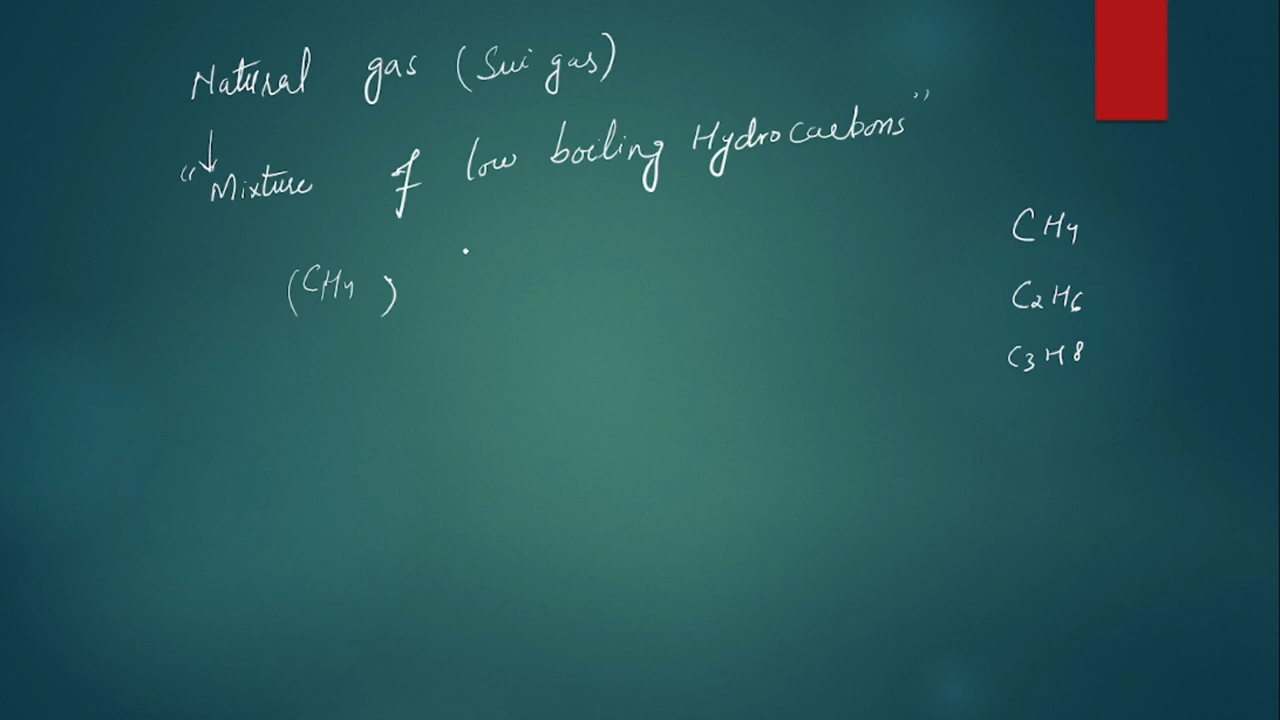 Natural gas (Sui gas)
"Mixture of low boiling Hydrocarbons"
(CH4 )
CH4
C2H6
C3H8